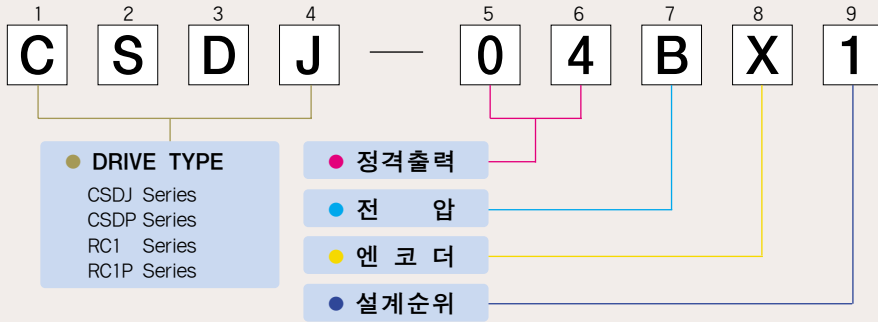 1 2 3 4 5 6 7 8 9
C S D J — 0 4 B X 1
DRIVE TYPE
CSDJ Series
CSDP Series
RC1 Series
RC1P Series
정격출력
전 압
엔 코 더
설계순위